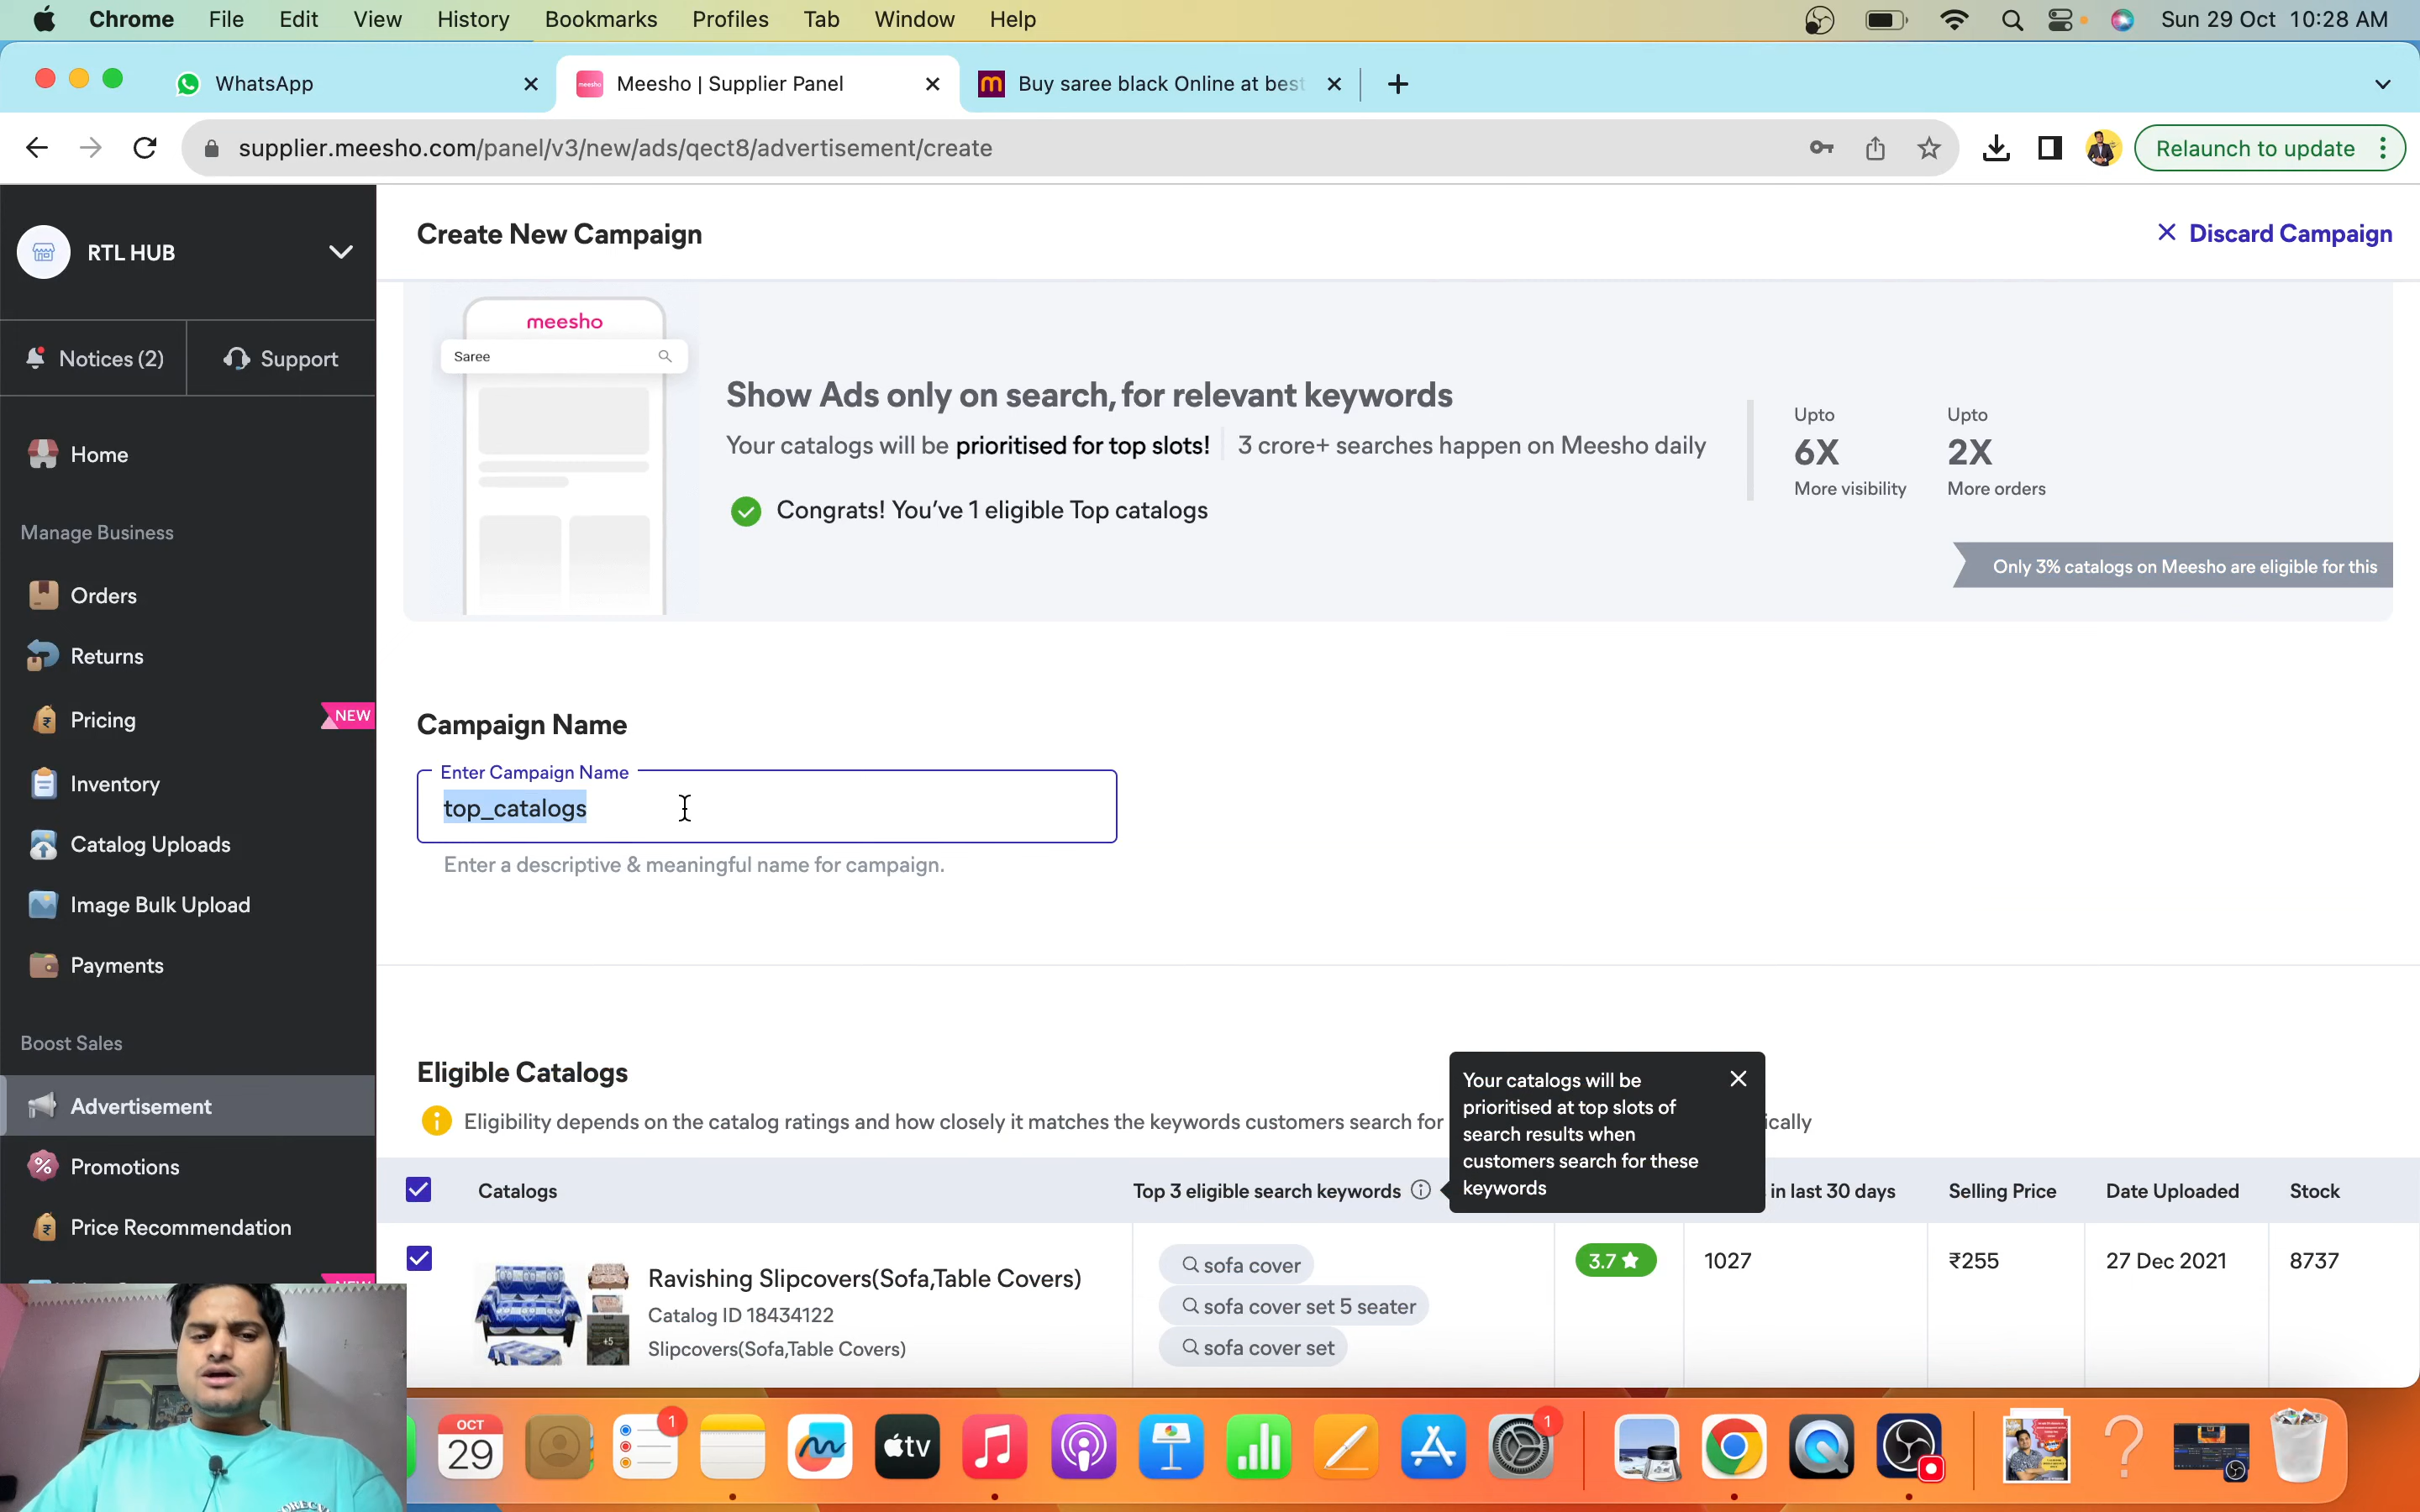 Chrome File Edit View History Bookmarks Profiles Tab Window Help Sun 29 Oct 10:28 AM
WhatsApp Meesho | Supplier Panel Buy saree black Online at best
supplier.meesho.com/panel/v3/new/ads/qect8/advertisement/create Relaunch to update
RTL HUB
Notices (2) Support
Home
Manage Business
Orders
Returns
Pricing NEW
Inventory
Catalog Uploads
Image Bulk Upload
Payments
Boost Sales
Advertisement
Promotions
Price Recommendation
Create New Campaign Discard Campaign
meesho
Saree
Show Ads only on search, for relevant keywords
Your catalogs will be prioritised for top slots! 3 crore+ searches happen on Meesho daily
Congrats! You've 1 eligible Top catalogs
Upto
6X
More visibility
Upto
2X
More orders
Only 3% catalogs on Meesho are eligible for this
Campaign Name
Enter Campaign Name
top_catalogs
Enter a descriptive & meaningful name for campaign.
Eligible Catalogs
Eligibility depends on the catalog ratings and how closely it matches the keywords customers search for
Your catalogs will be
prioritised at top slots of
search results when
customers search for these
keywords
Catalogs Top 3 eligible search keywords in last 30 days Selling Price Date Uploaded Stock
Ravishing Slipcovers(Sofa,Table Covers)
Catalog ID 18434122
Slipcovers(Sofa,Table Covers)
+5
sofa cover
sofa cover set 5 seater
sofa cover set
3.7 1027 ₹255 27 Dec 2021 8737
OCT
29
1
tv
1